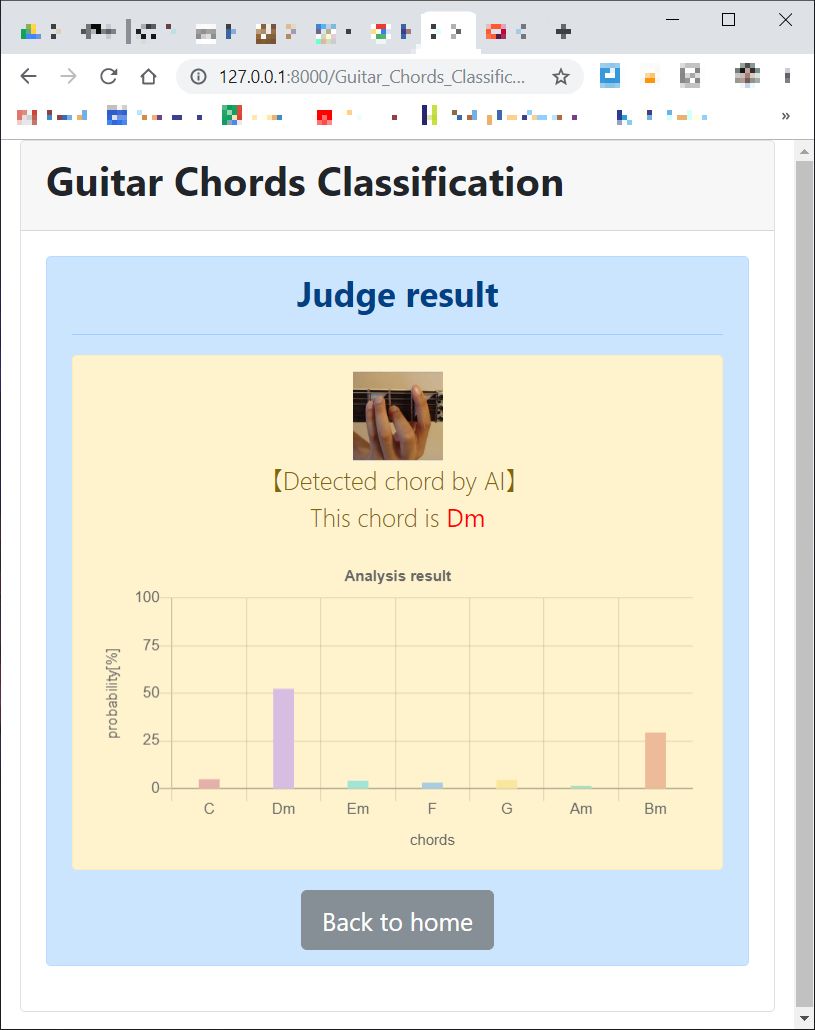 127.0.0.1:8000/Guitar_Chords_Classific...
»
Guitar Chords Classification
Judge result
【Detected chord by AI】
This chord is Dm
Analysis result
100
75
50
25
0
probability[%]
C Dm Em F G Am Bm
chords
Back to home